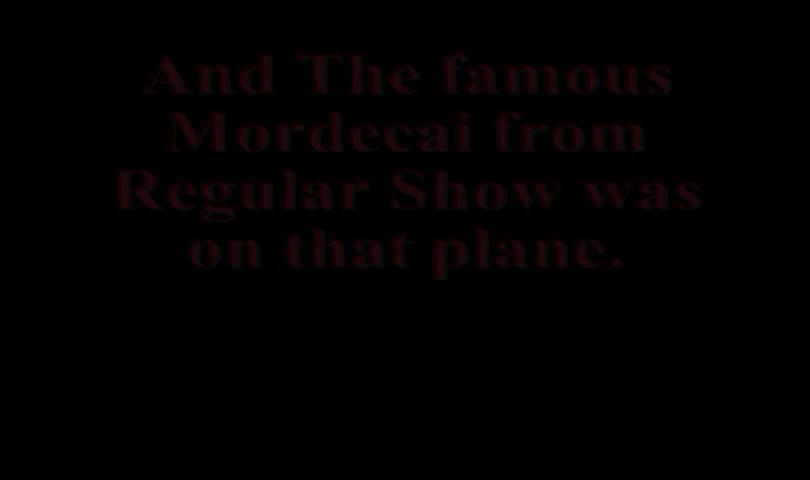 And The famous
Mordecai from
Regular Show was
on that plane.